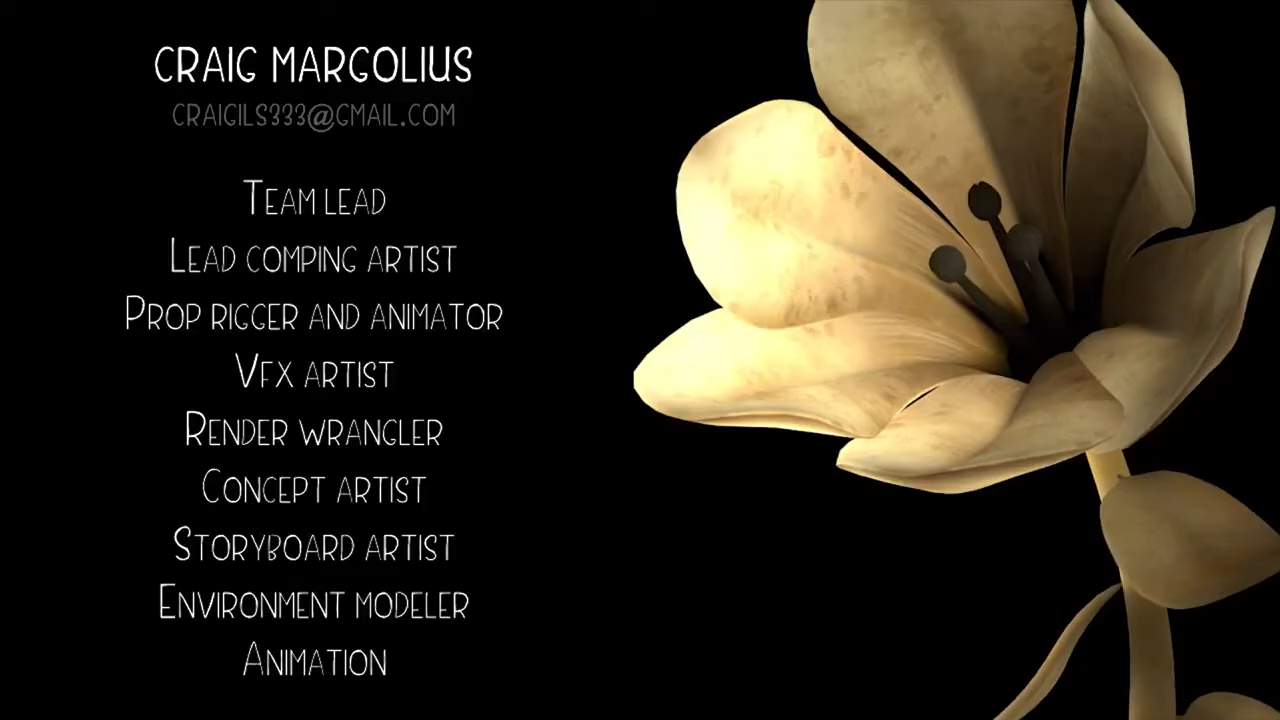 CRAIG MARGOLIUS
CRAIGILS333@GMAIL.COM
TEAM LEAD
LEAD COMPING ARTIST
PROP RIGGER AND ANIMATOR
VFX ARTIST
RENDER WRANGLER
CONCEPT ARTIST
STORYBOARD ARTIST
ENVIRONMENT MODELER
ANIMATION